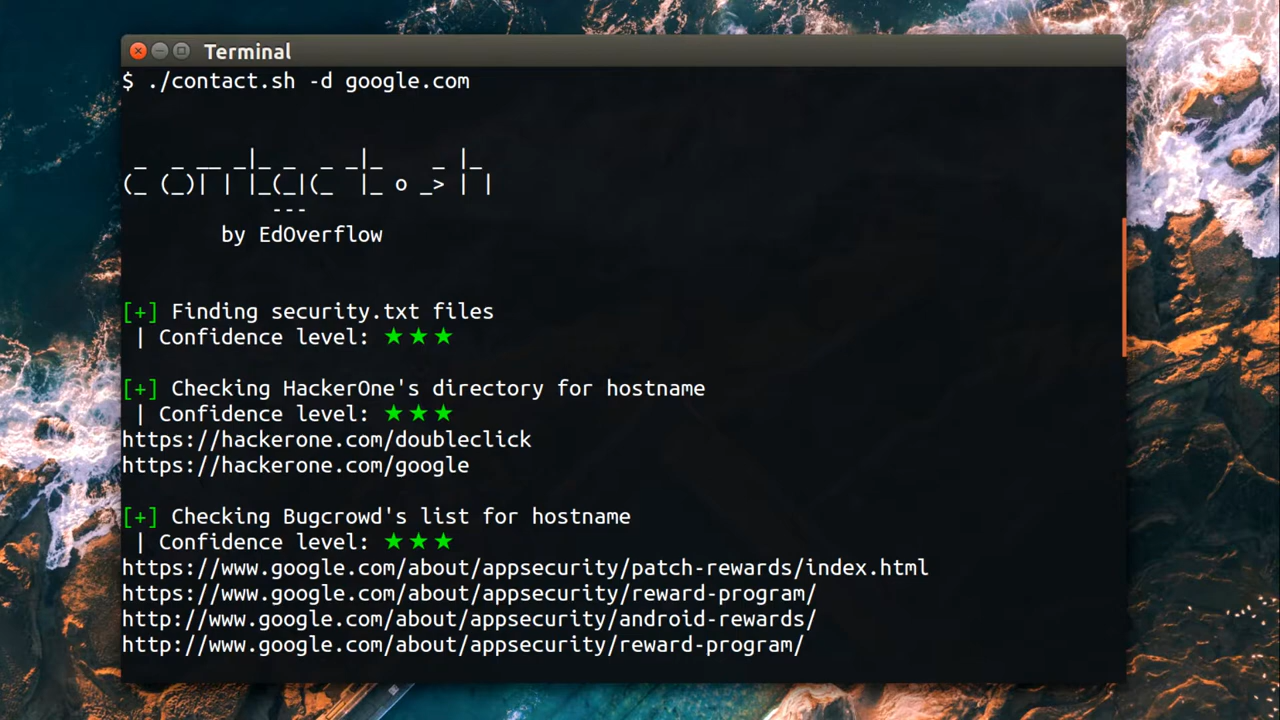 Terminal
$ ./contact.sh -d google.com
 _   _ __ _|_ _  _ _|_    _ |_
(_ (_)| | |_(_|(_  |_ o _> | |
            ---
        by EdOverflow
[+] Finding security.txt files
 | Confidence level: ★★★
[+] Checking HackerOne's directory for hostname
 | Confidence level: ★★★
https://hackerone.com/doubleclick
https://hackerone.com/google
[+] Checking Bugcrowd's list for hostname
 | Confidence level: ★★★
https://www.google.com/about/appsecurity/patch-rewards/index.html
https://www.google.com/about/appsecurity/reward-program/
http://www.google.com/about/appsecurity/android-rewards/
http://www.google.com/about/appsecurity/reward-program/